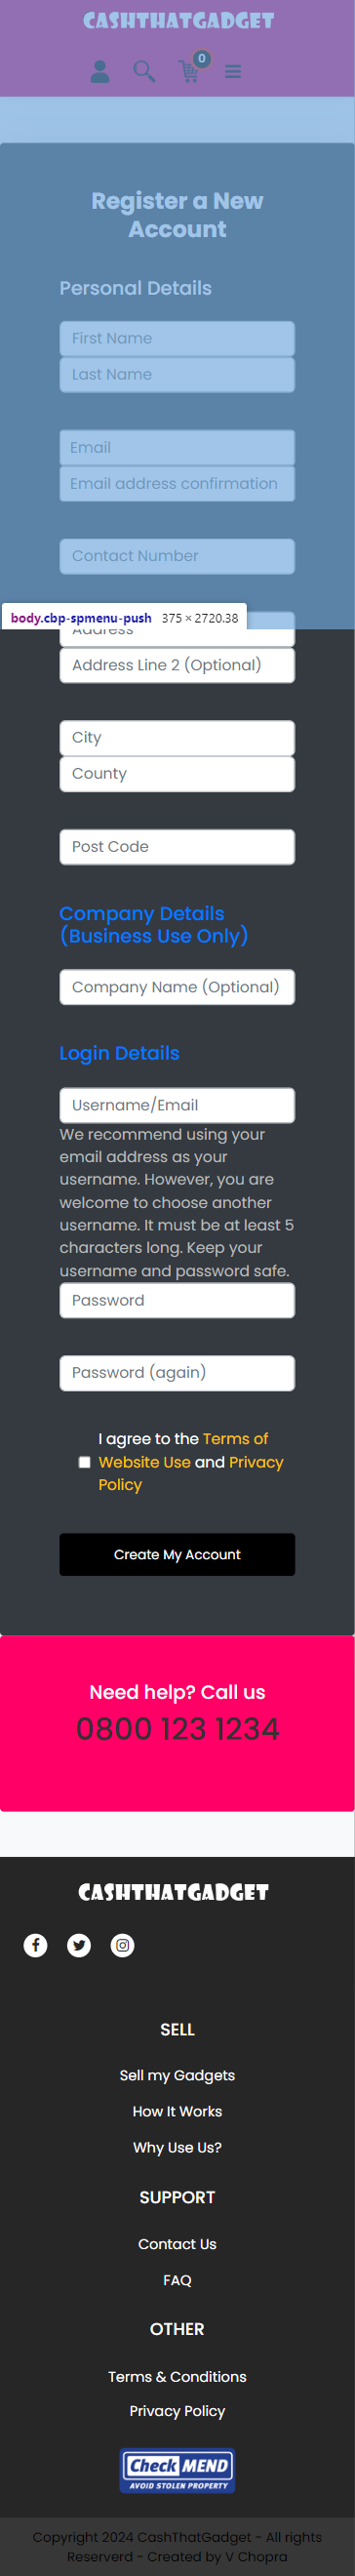 CASHTHATGADGET
0
Register a New
Account
Personal Details
First Name
Last Name
Email
Email address confirmation
Contact Number
body.cbp-spmenu-push 375 × 2720.38
Address
Address Line 2 (Optional)
City
County
Post Code
Company Details
(Business Use Only)
Company Name (Optional)
Login Details
Username/Email
We recommend using your
email address as your
username. However, you are
welcome to choose another
username. It must be at least 5
characters long. Keep your
username and password safe.
Password
Password (again)
I agree to the Terms of
Website Use and Privacy
Policy
Create My Account
Need help? Call us
0800 123 1234
CASHTHATGADGET
SELL
Sell my Gadgets
How It Works
Why Use Us?
SUPPORT
Contact Us
FAQ
OTHER
Terms & Conditions
Privacy Policy
Check MEND
AVOID STOLEN PROPERTY
Copyright 2024 CashThatGadget - All rights
Reserverd - Created by V Chopra